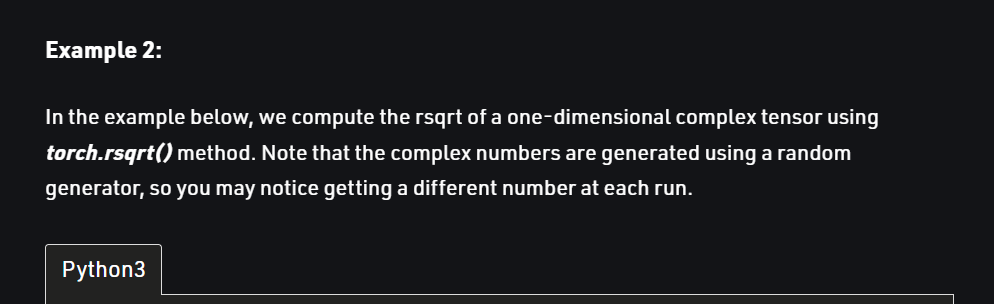 Example 2:
In the example below, we compute the rsqrt of a one-dimensional complex tensor using
torch.rsqrt() method. Note that the complex numbers are generated using a random
generator, so you may notice getting a different number at each run.
Python3